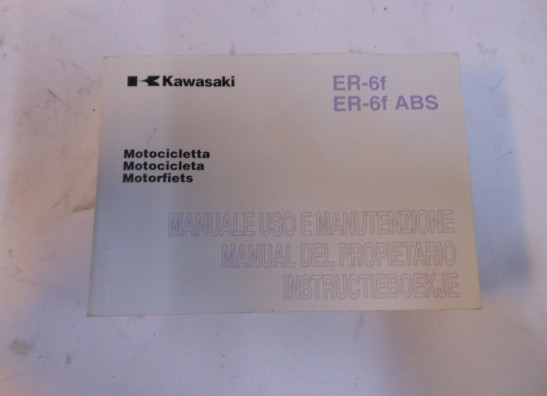 Kawasaki
ER-6f
ER-6f ABS
Motocicletta
Motocicleta
Motorfiets
MANUALE USO E MANUTENZIONE
MANUAL DEL PROPIETARIO
INSTRUCTIEBOEKJE